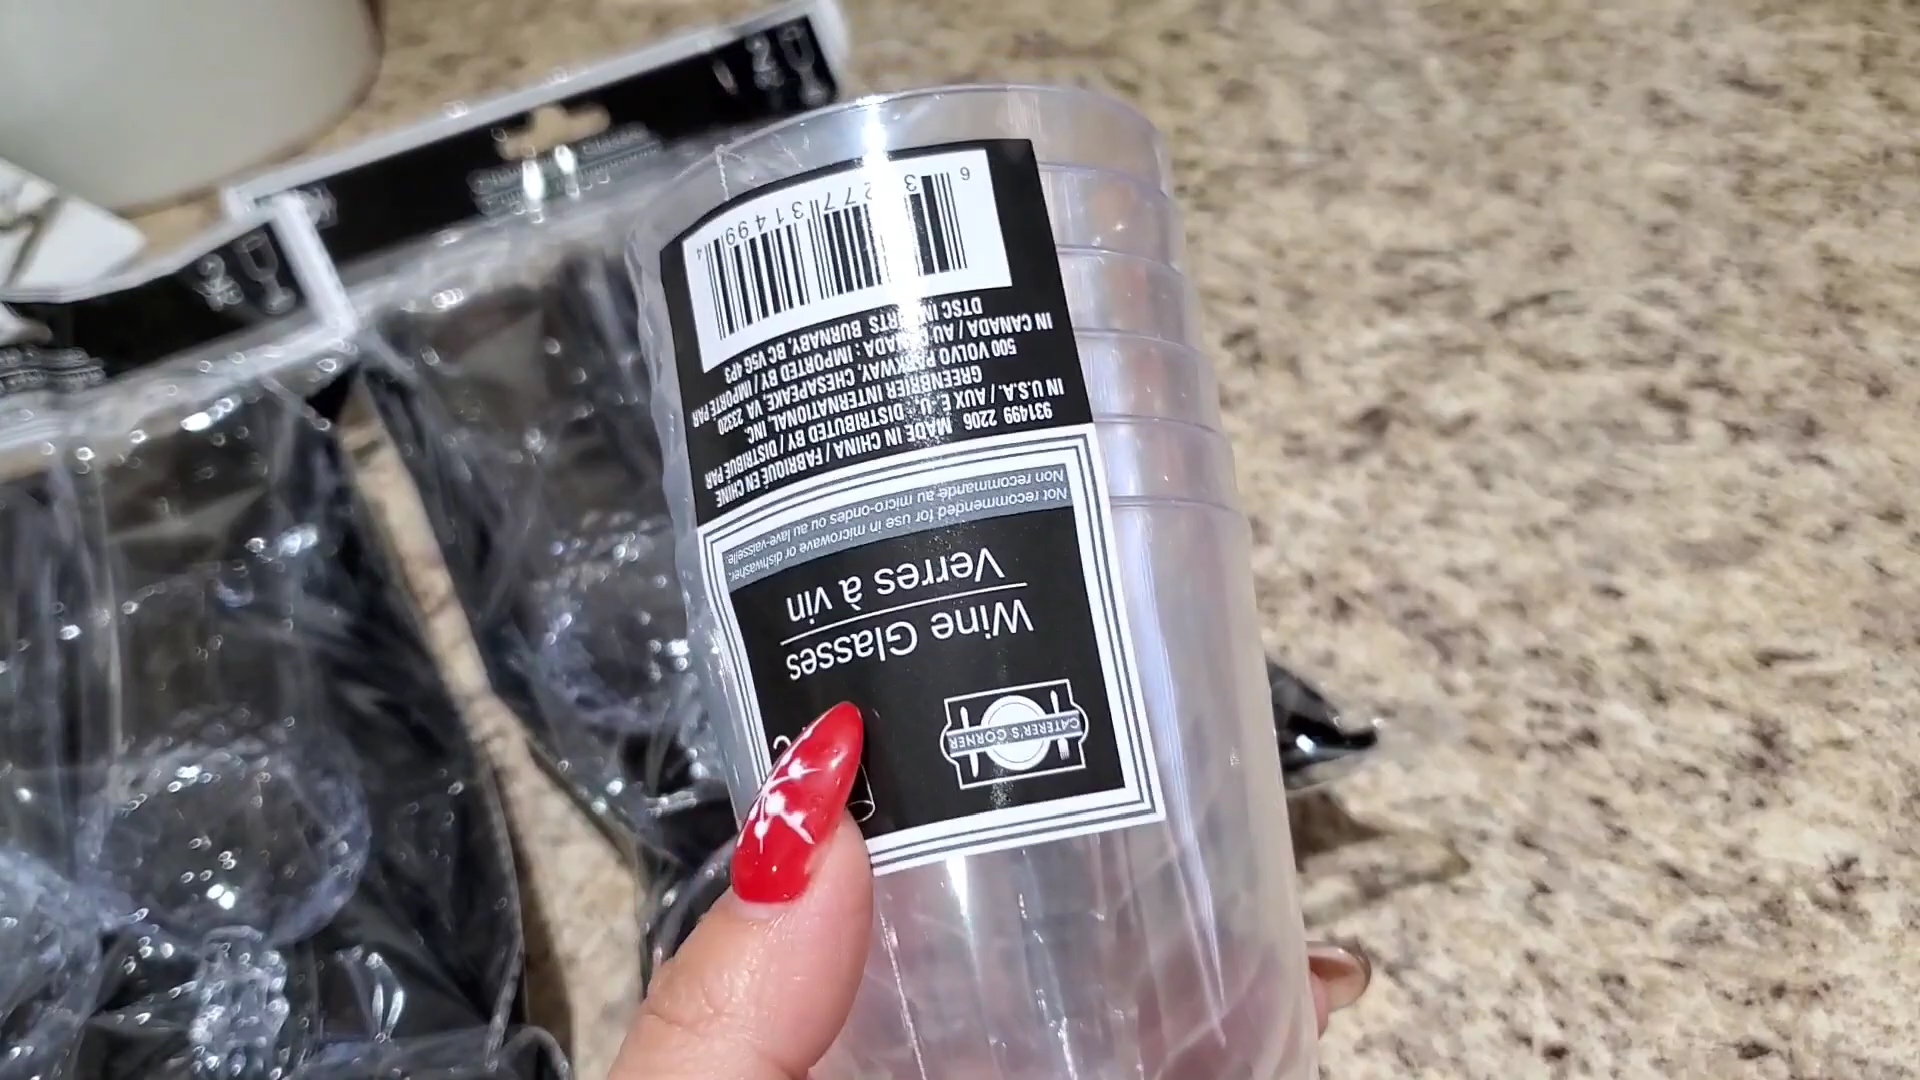 CATERER'S CORNER
Wine Glasses
Verres à vin
Not recommended for use in microwave or dishwasher.
Non recommandé au micro-ondes ou au lave-vaisselle.
931499 2206 MADE IN CHINA / FABRIQUÉ EN CHINE
IN U.S.A. / AUX É.-U.: DISTRIBUTED BY / DISTRIBUÉ PAR
GREENBRIER INTERNATIONAL, INC.
500 VOLVO PARKWAY, CHESAPEAKE, VA 23320
IN CANADA / AU CANADA : IMPORTED BY / IMPORTÉ PAR
DTSC IMPORTS BURNABY, BC V5G 4P3
6 39277 31499 4
2
2